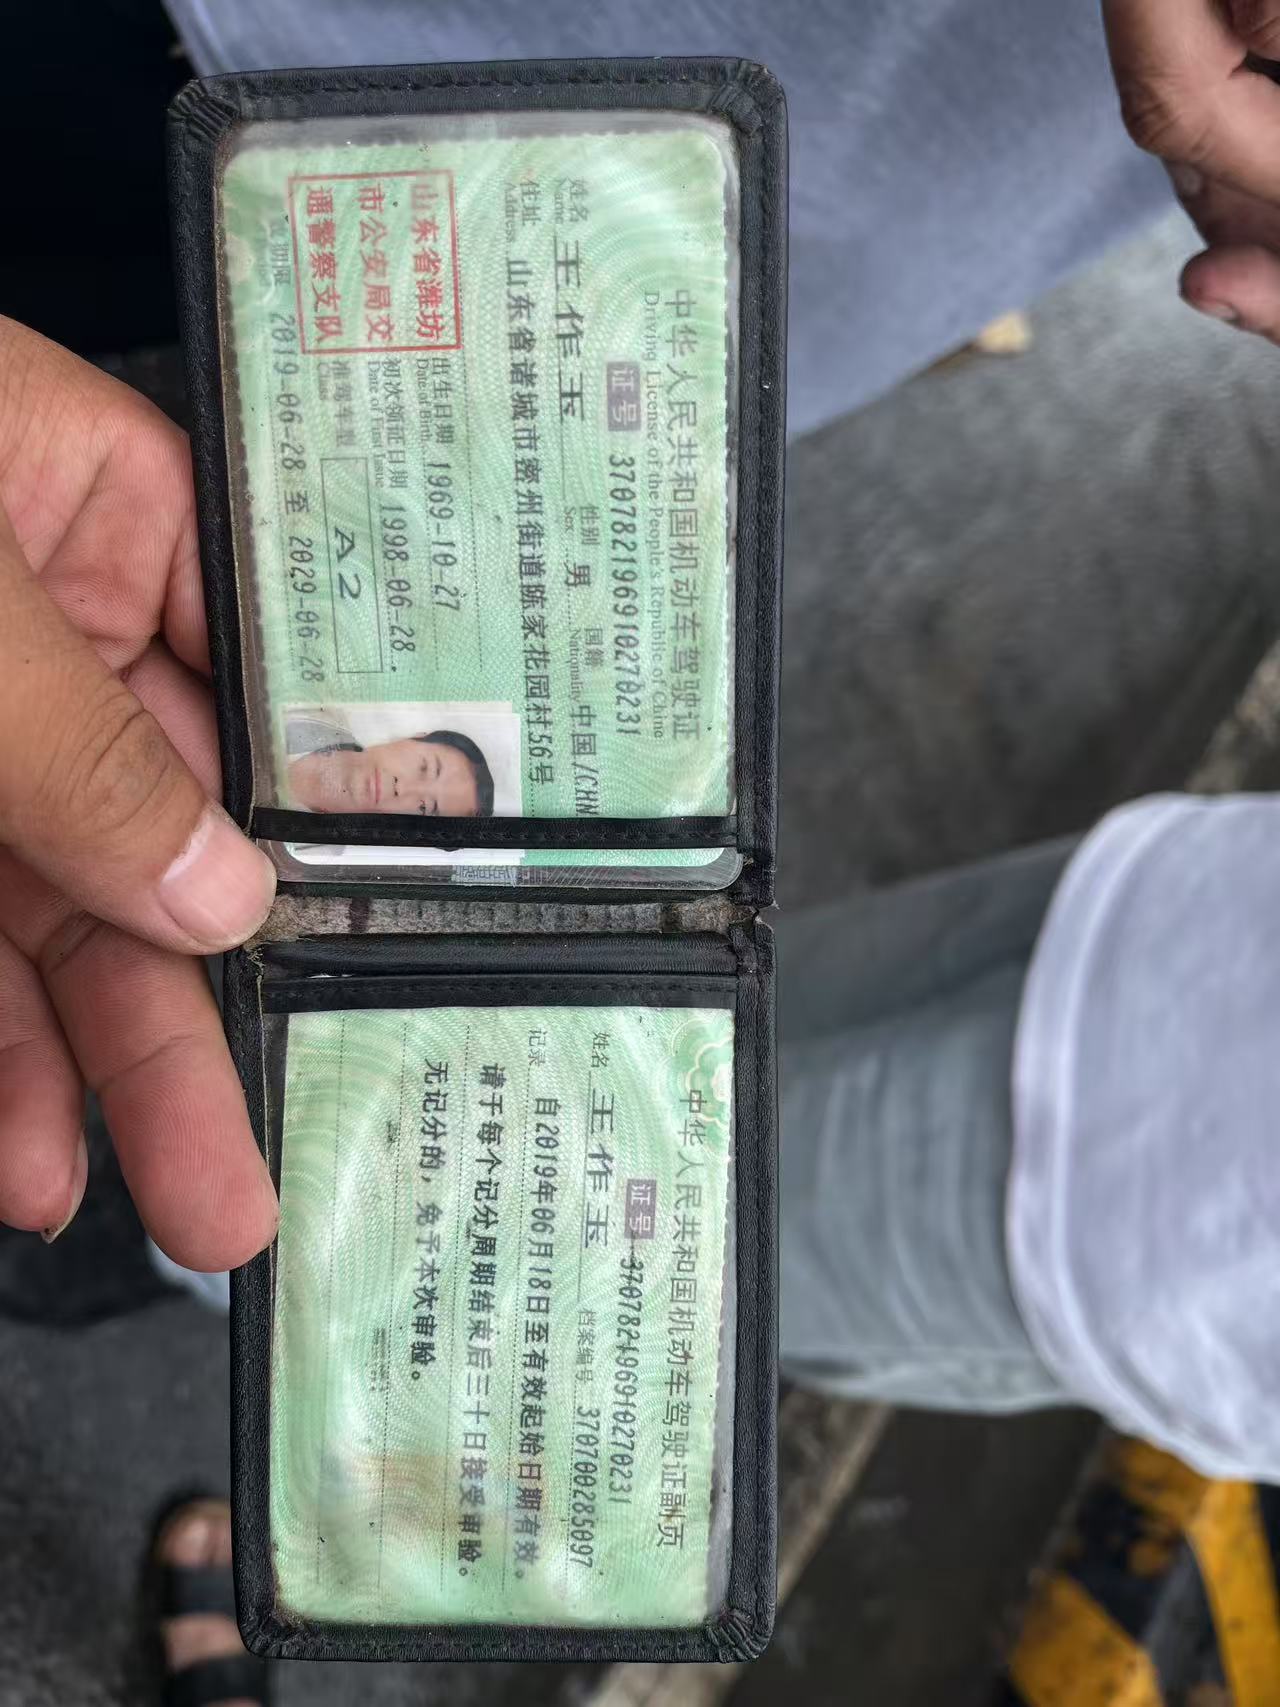 中华人民共和国机动车驾驶证
Driving License of the People's Republic of China
证号 370782196910270231
姓名 王作玉 性别 男 国籍 中国/CHN
Name Sex Nationality
住址 山东省诸城市密州街道陈家花园村56号
Address
出生日期 1969-10-27
Date of Birth
初次领证日期 1998-06-28
Date of First Issue
准驾车型 A2
Class
山东省潍坊
市公安局交
通警察支队
2019-06-28 至 2029-06-28
中华人民共和国机动车驾驶证副页
证号 370782196910270231
姓名 王作玉 档案编号 370700285097
记录 自2019年06月18日至有效起始日期有效。
请于每个记分周期结束后三十日接受审验。
无记分的，免予本次审验。